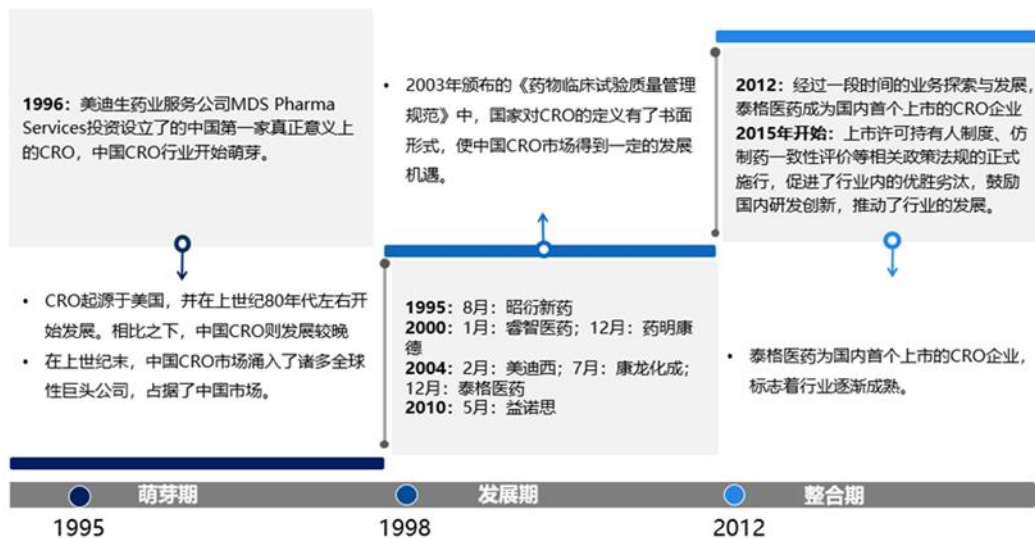 1996：美迪生药业服务公司MDS Pharma
Services投资设立了的中国第一家真正意义上
的CRO，中国CRO行业开始萌芽。
• CRO起源于美国，并在上世纪80年代左右开
始发展。相比之下，中国CRO则发展较晚
• 在上世纪末，中国CRO市场涌入了诸多全球
性巨头公司，占据了中国市场。
• 2003年颁布的《药物临床试验质量管理
规范》中，国家对CRO的定义有了书面
形式，使中国CRO市场得到一定的发展
机遇。
1995：8月：昭衍新药
2000：1月：睿智医药；12月：药明康
德
2004：2月：美迪西；7月：康龙化成；
12月：泰格医药
2010：5月：益诺思
2012：经过一段时间的业务探索与发展，
泰格医药成为国内首个上市的CRO企业
2015年开始：上市许可持有人制度、仿
制药一致性评价等相关政策法规的正式
施行，促进了行业内的优胜劣汰，鼓励
国内研发创新，推动了行业的发展。
• 泰格医药为国内首个上市的CRO企业，
标志着行业逐渐成熟。
萌芽期
发展期
整合期
1995
1998
2012